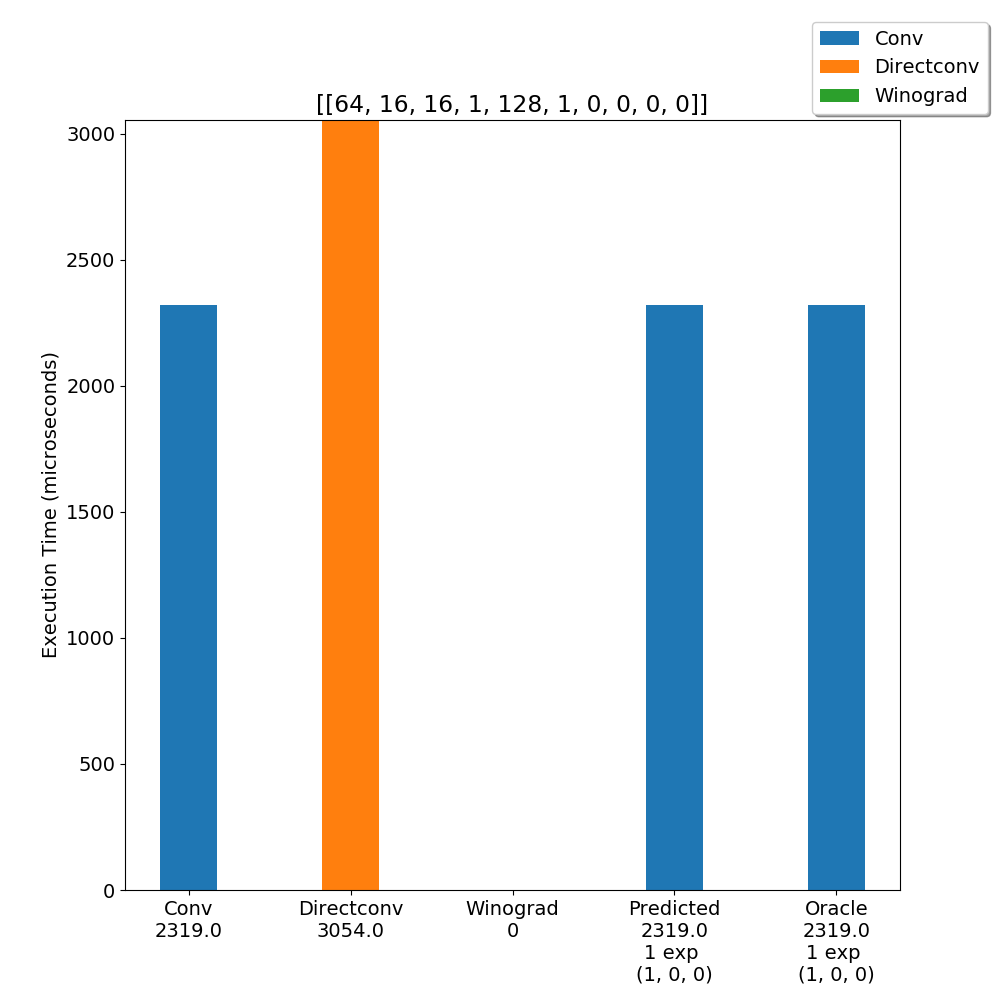 Conv
Directconv
Winograd
[[64, 16, 16, 1, 128, 1, 0, 0, 0, 0]]
Execution Time (microseconds)
3000
2500
2000
1500
1000
500
0
Conv
2319.0
Directconv
3054.0
Winograd
0
Predicted
2319.0
1 exp
(1, 0, 0)
Oracle
2319.0
1 exp
(1, 0, 0)